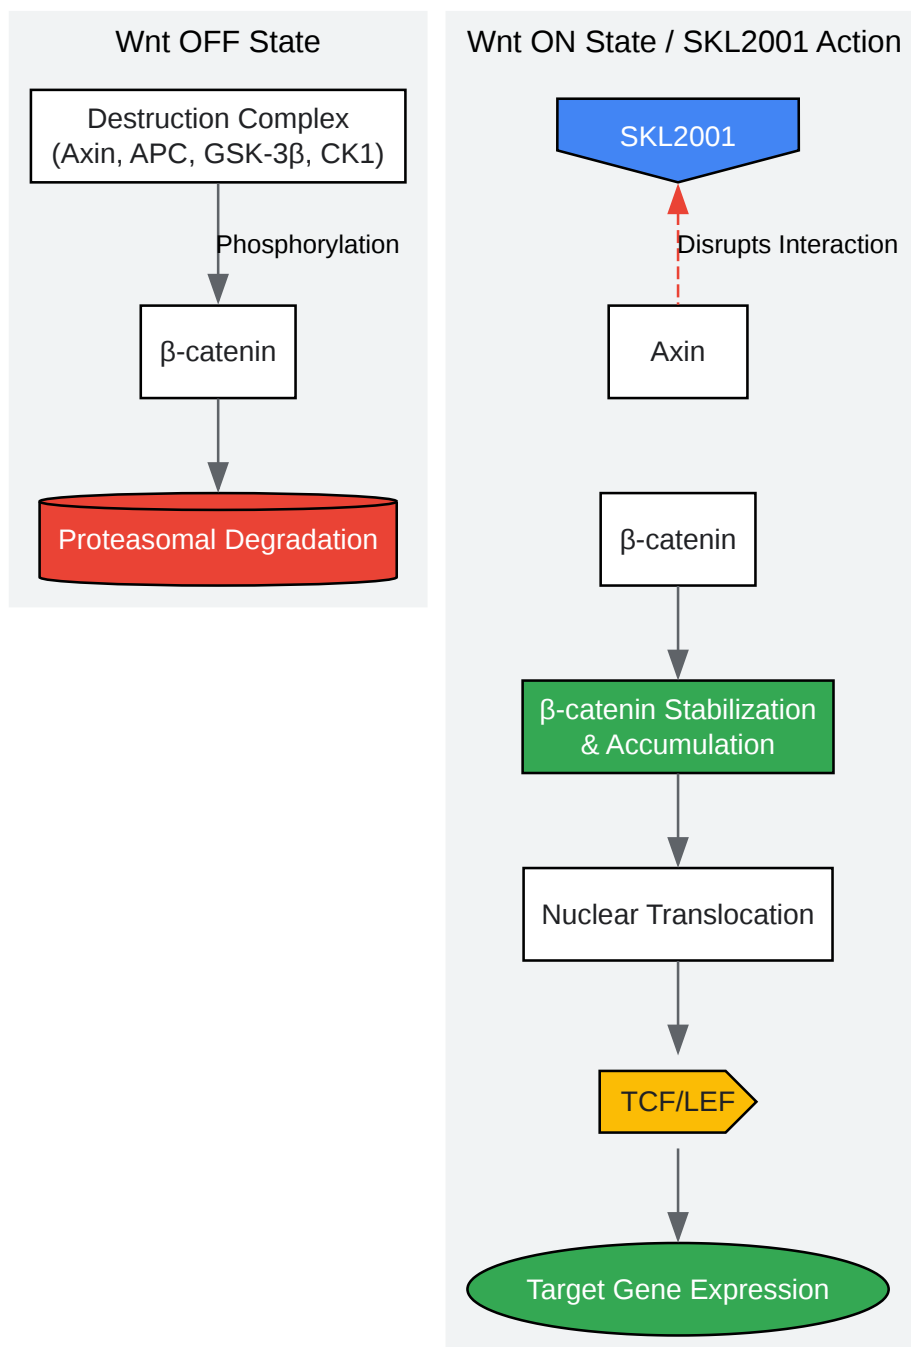 Wnt OFF State
Destruction Complex
(Axin, APC, GSK-3β, CK1)
Phosphorylation
β-catenin
Proteasomal Degradation
Wnt ON State / SKL2001 Action
SKL2001
Disrupts Interaction
Axin
β-catenin
β-catenin Stabilization
& Accumulation
Nuclear Translocation
TCF/LEF
Target Gene Expression